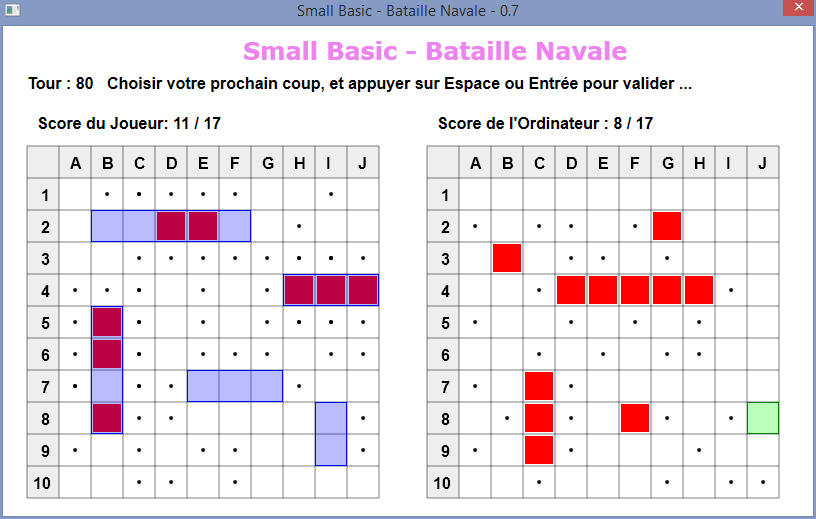 Small Basic - Bataille Navale - 0.7
Small Basic - Bataille Navale
Tour : 80 Choisir votre prochain coup, et appuyer sur Espace ou Entrée pour valider ...
Score du Joueur: 11 / 17 Score de l'Ordinateur : 8 / 17
A B C D E F G H I J A B C D E F G H I J
1 1
2 2
3 3
4 4
5 5
6 6
7 7
8 8
9 9
10 10